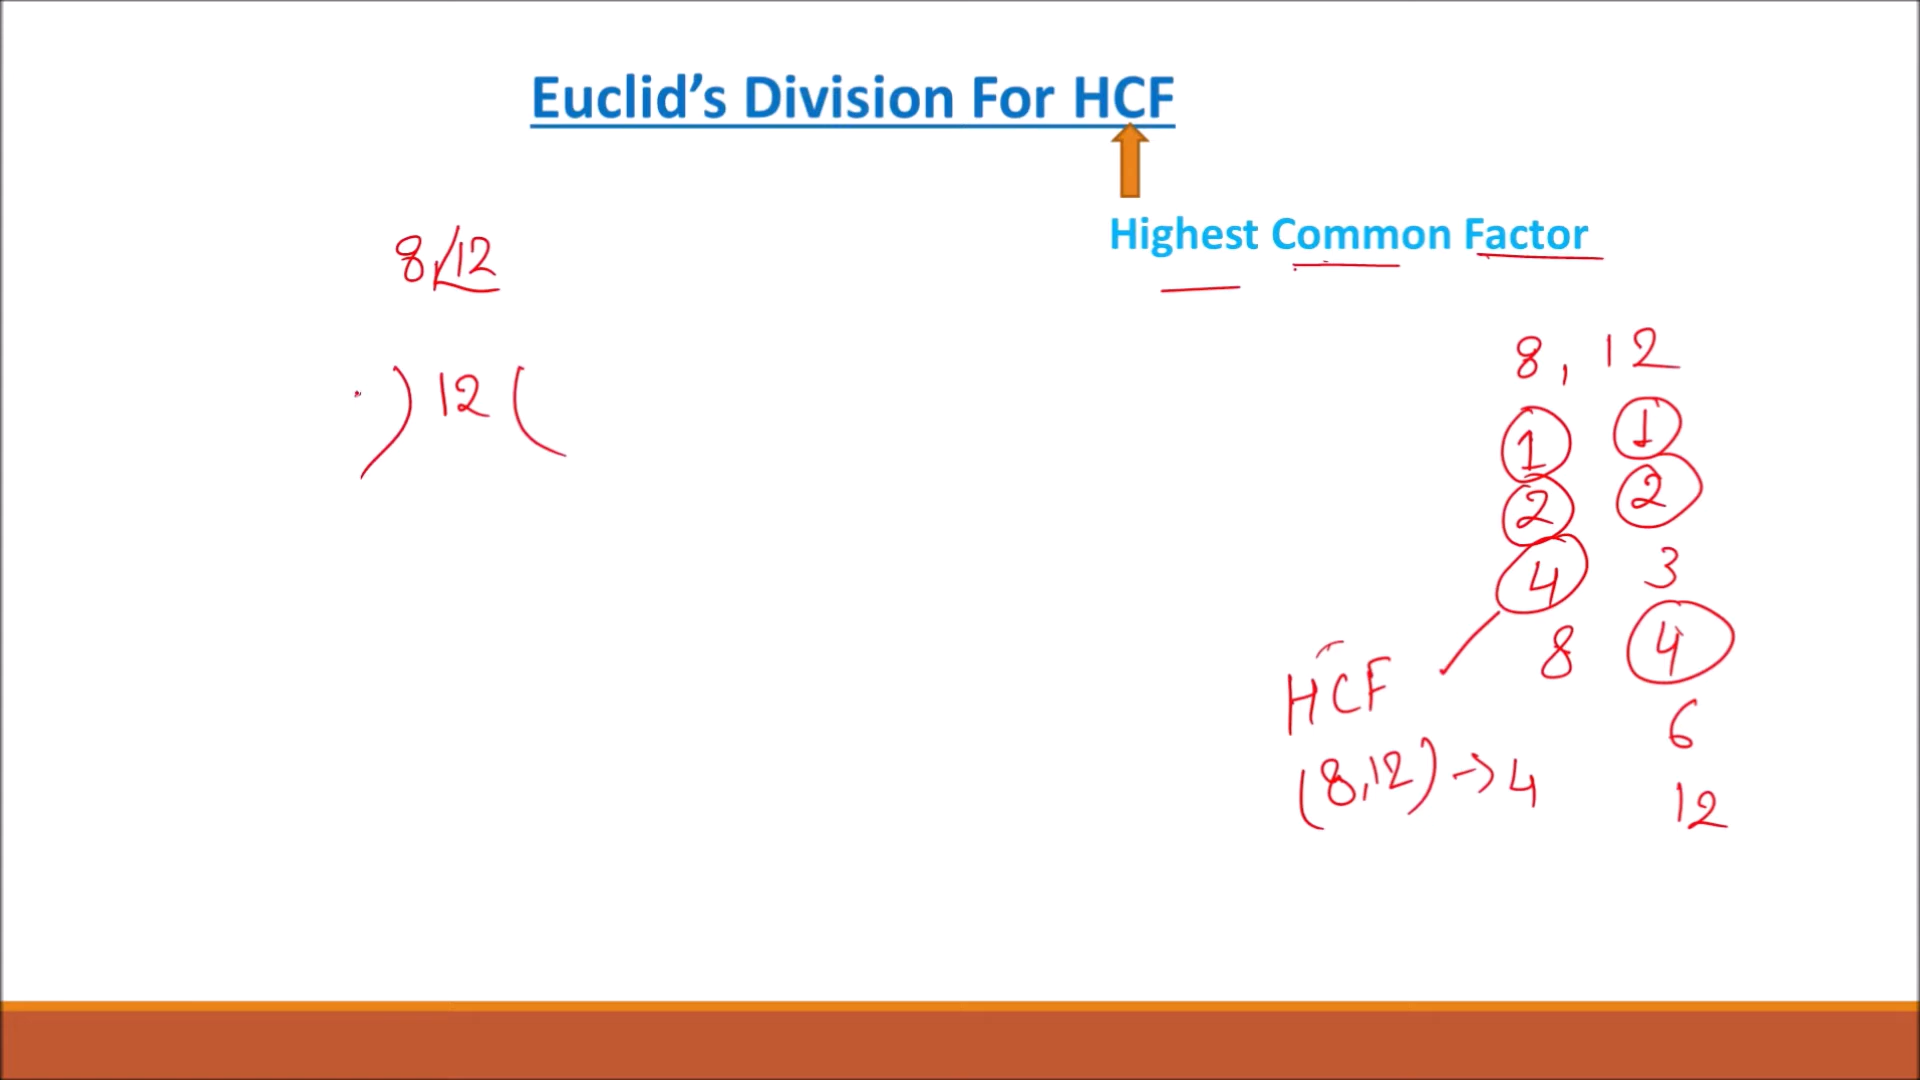 Euclid's Division For HCF
Highest Common Factor
8, 12
) 12 (
8, 12
1 1
2 2
4 3
8 4
6
12
HCF
(8,12) -> 4